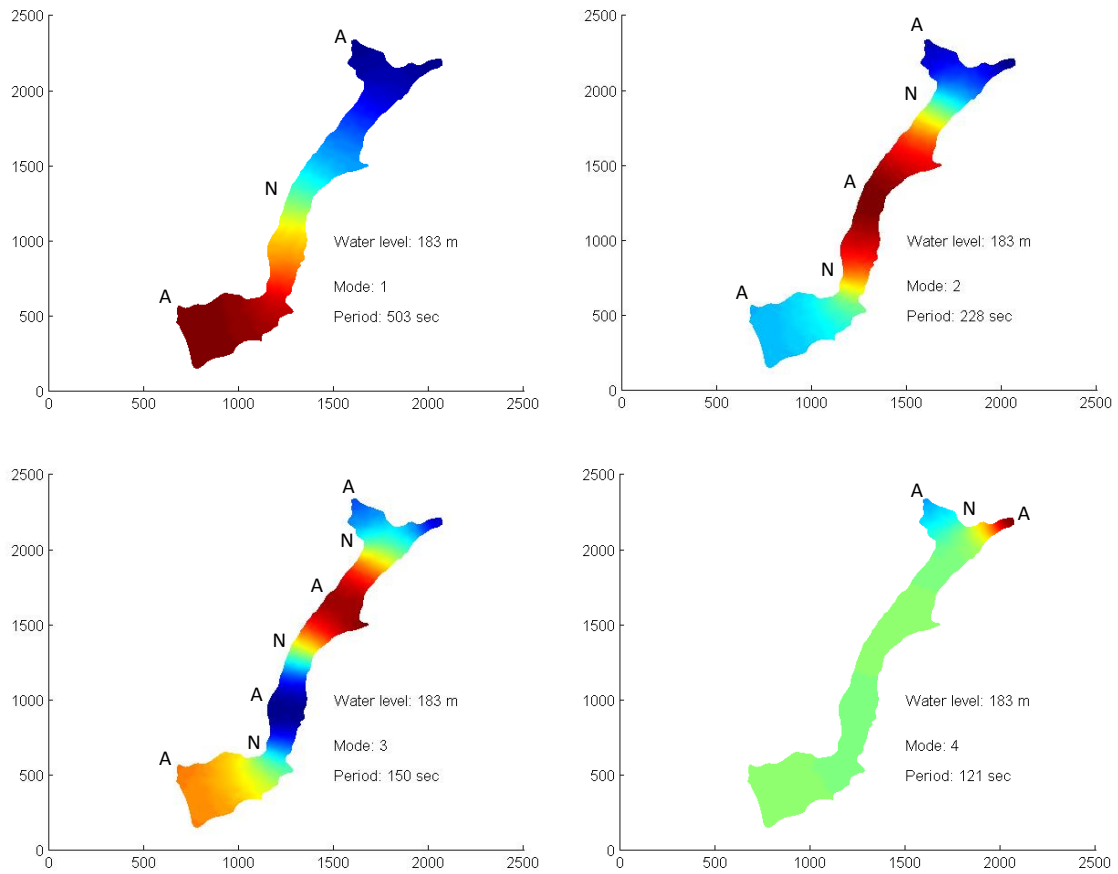 2500
A
2000
1500
N
1000
Water level: 183 m
Mode: 1
A
500
Period: 503 sec
0
0 500 1000 1500 2000 2500
2500
A
2000
N
1500
A
1000
Water level: 183 m
N
Mode: 2
A
500
Period: 228 sec
0
0 500 1000 1500 2000 2500
2500
A
2000
N
A
1500
N
A
1000
Water level: 183 m
N
Mode: 3
A
500
Period: 150 sec
0
0 500 1000 1500 2000 2500
2500
A
N
A
2000
1500
1000
Water level: 183 m
Mode: 4
500
Period: 121 sec
0
0 500 1000 1500 2000 2500